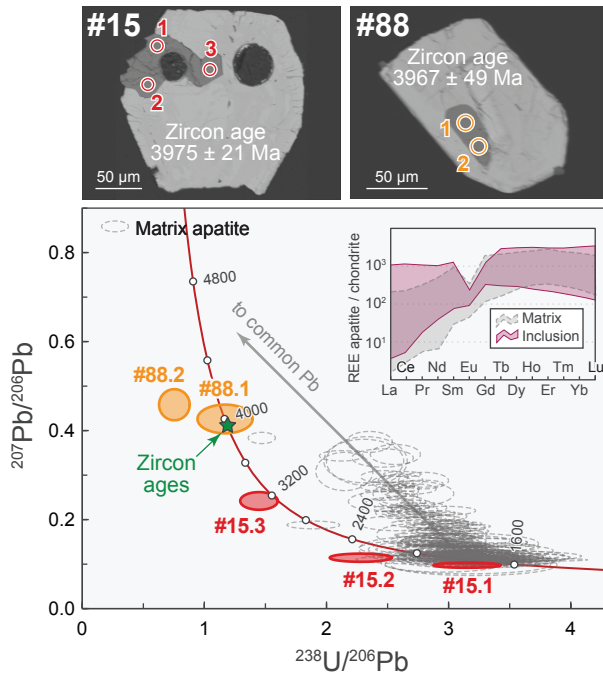 #15
1
3
2
Zircon age
3975 ± 21 Ma
50 µm
#88
Zircon age
3967 ± 49 Ma
1
2
50 µm
Matrix apatite
4800
to common Pb
#88.2
#88.1
4000
Zircon
ages
3200
#15.3
2400
#15.2
1600
#15.1
0.8
0.6
0.4
0.2
0.0
0
1
2
3
4
²⁰⁷Pb/²⁰⁶Pb
²³⁸U/²⁰⁶Pb
REE apatite / chondrite
10³
10²
10¹
Matrix
Inclusion
Ce Nd Eu Tb Ho Tm Lu
La Pr Sm Gd Dy Er Yb